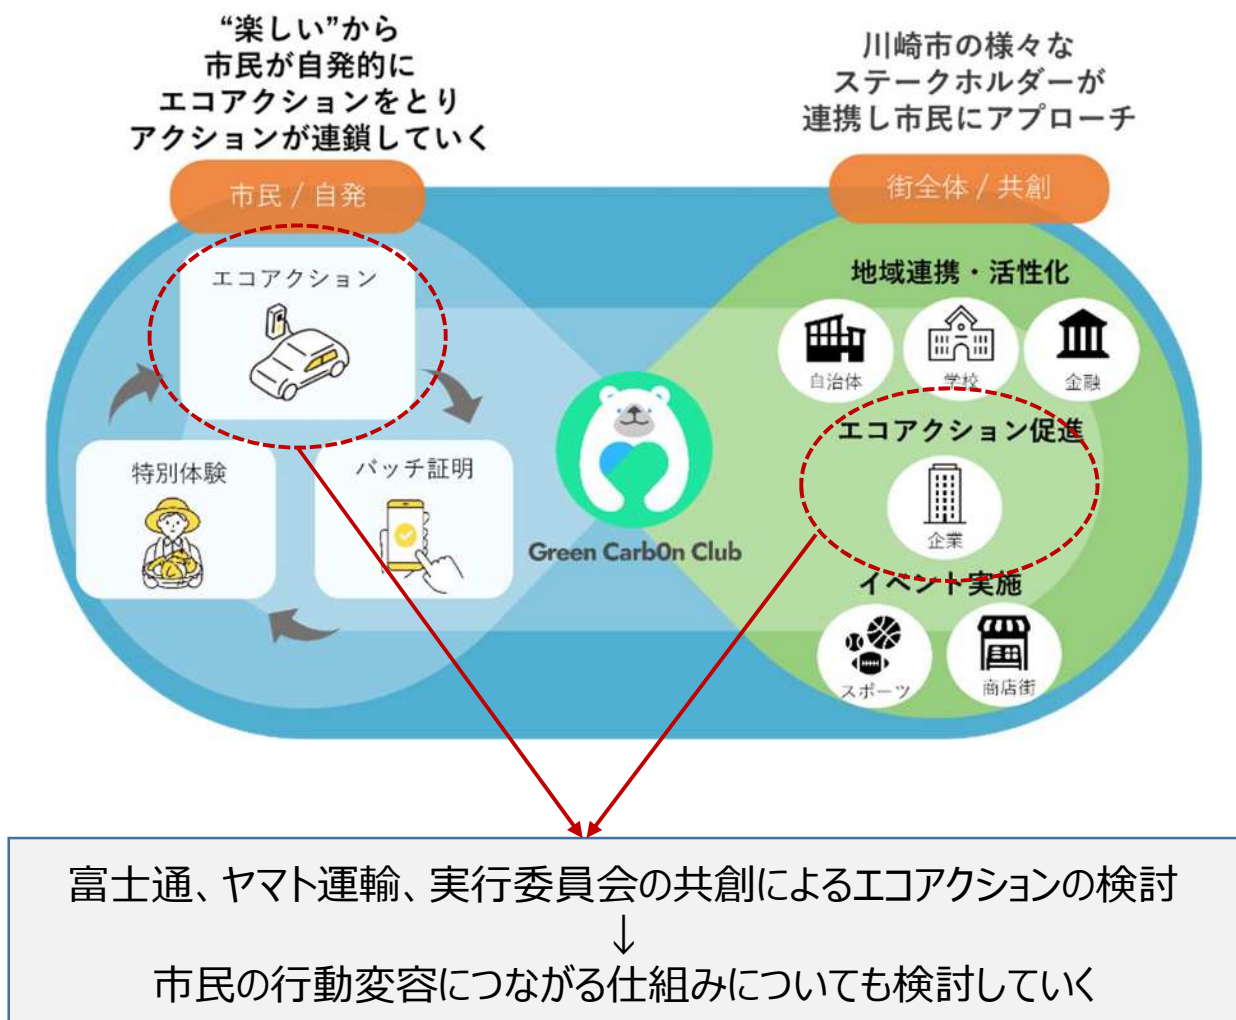 “楽しい”から
市民が自発的に
エコアクションをとり
アクションが連鎖していく
市民 / 自発
エコアクション
特別体験
バッチ証明
Green Carb0n Club
川崎市の様々な
ステークホルダーが
連携し市民にアプローチ
街全体 / 共創
地域連携・活性化
自治体
学校
金融
エコアクション促進
企業
イベント実施
スポーツ
商店街
富士通、ヤマト運輸、実行委員会の共創によるエコアクションの検討
↓
市民の行動変容につながる仕組みについても検討していく